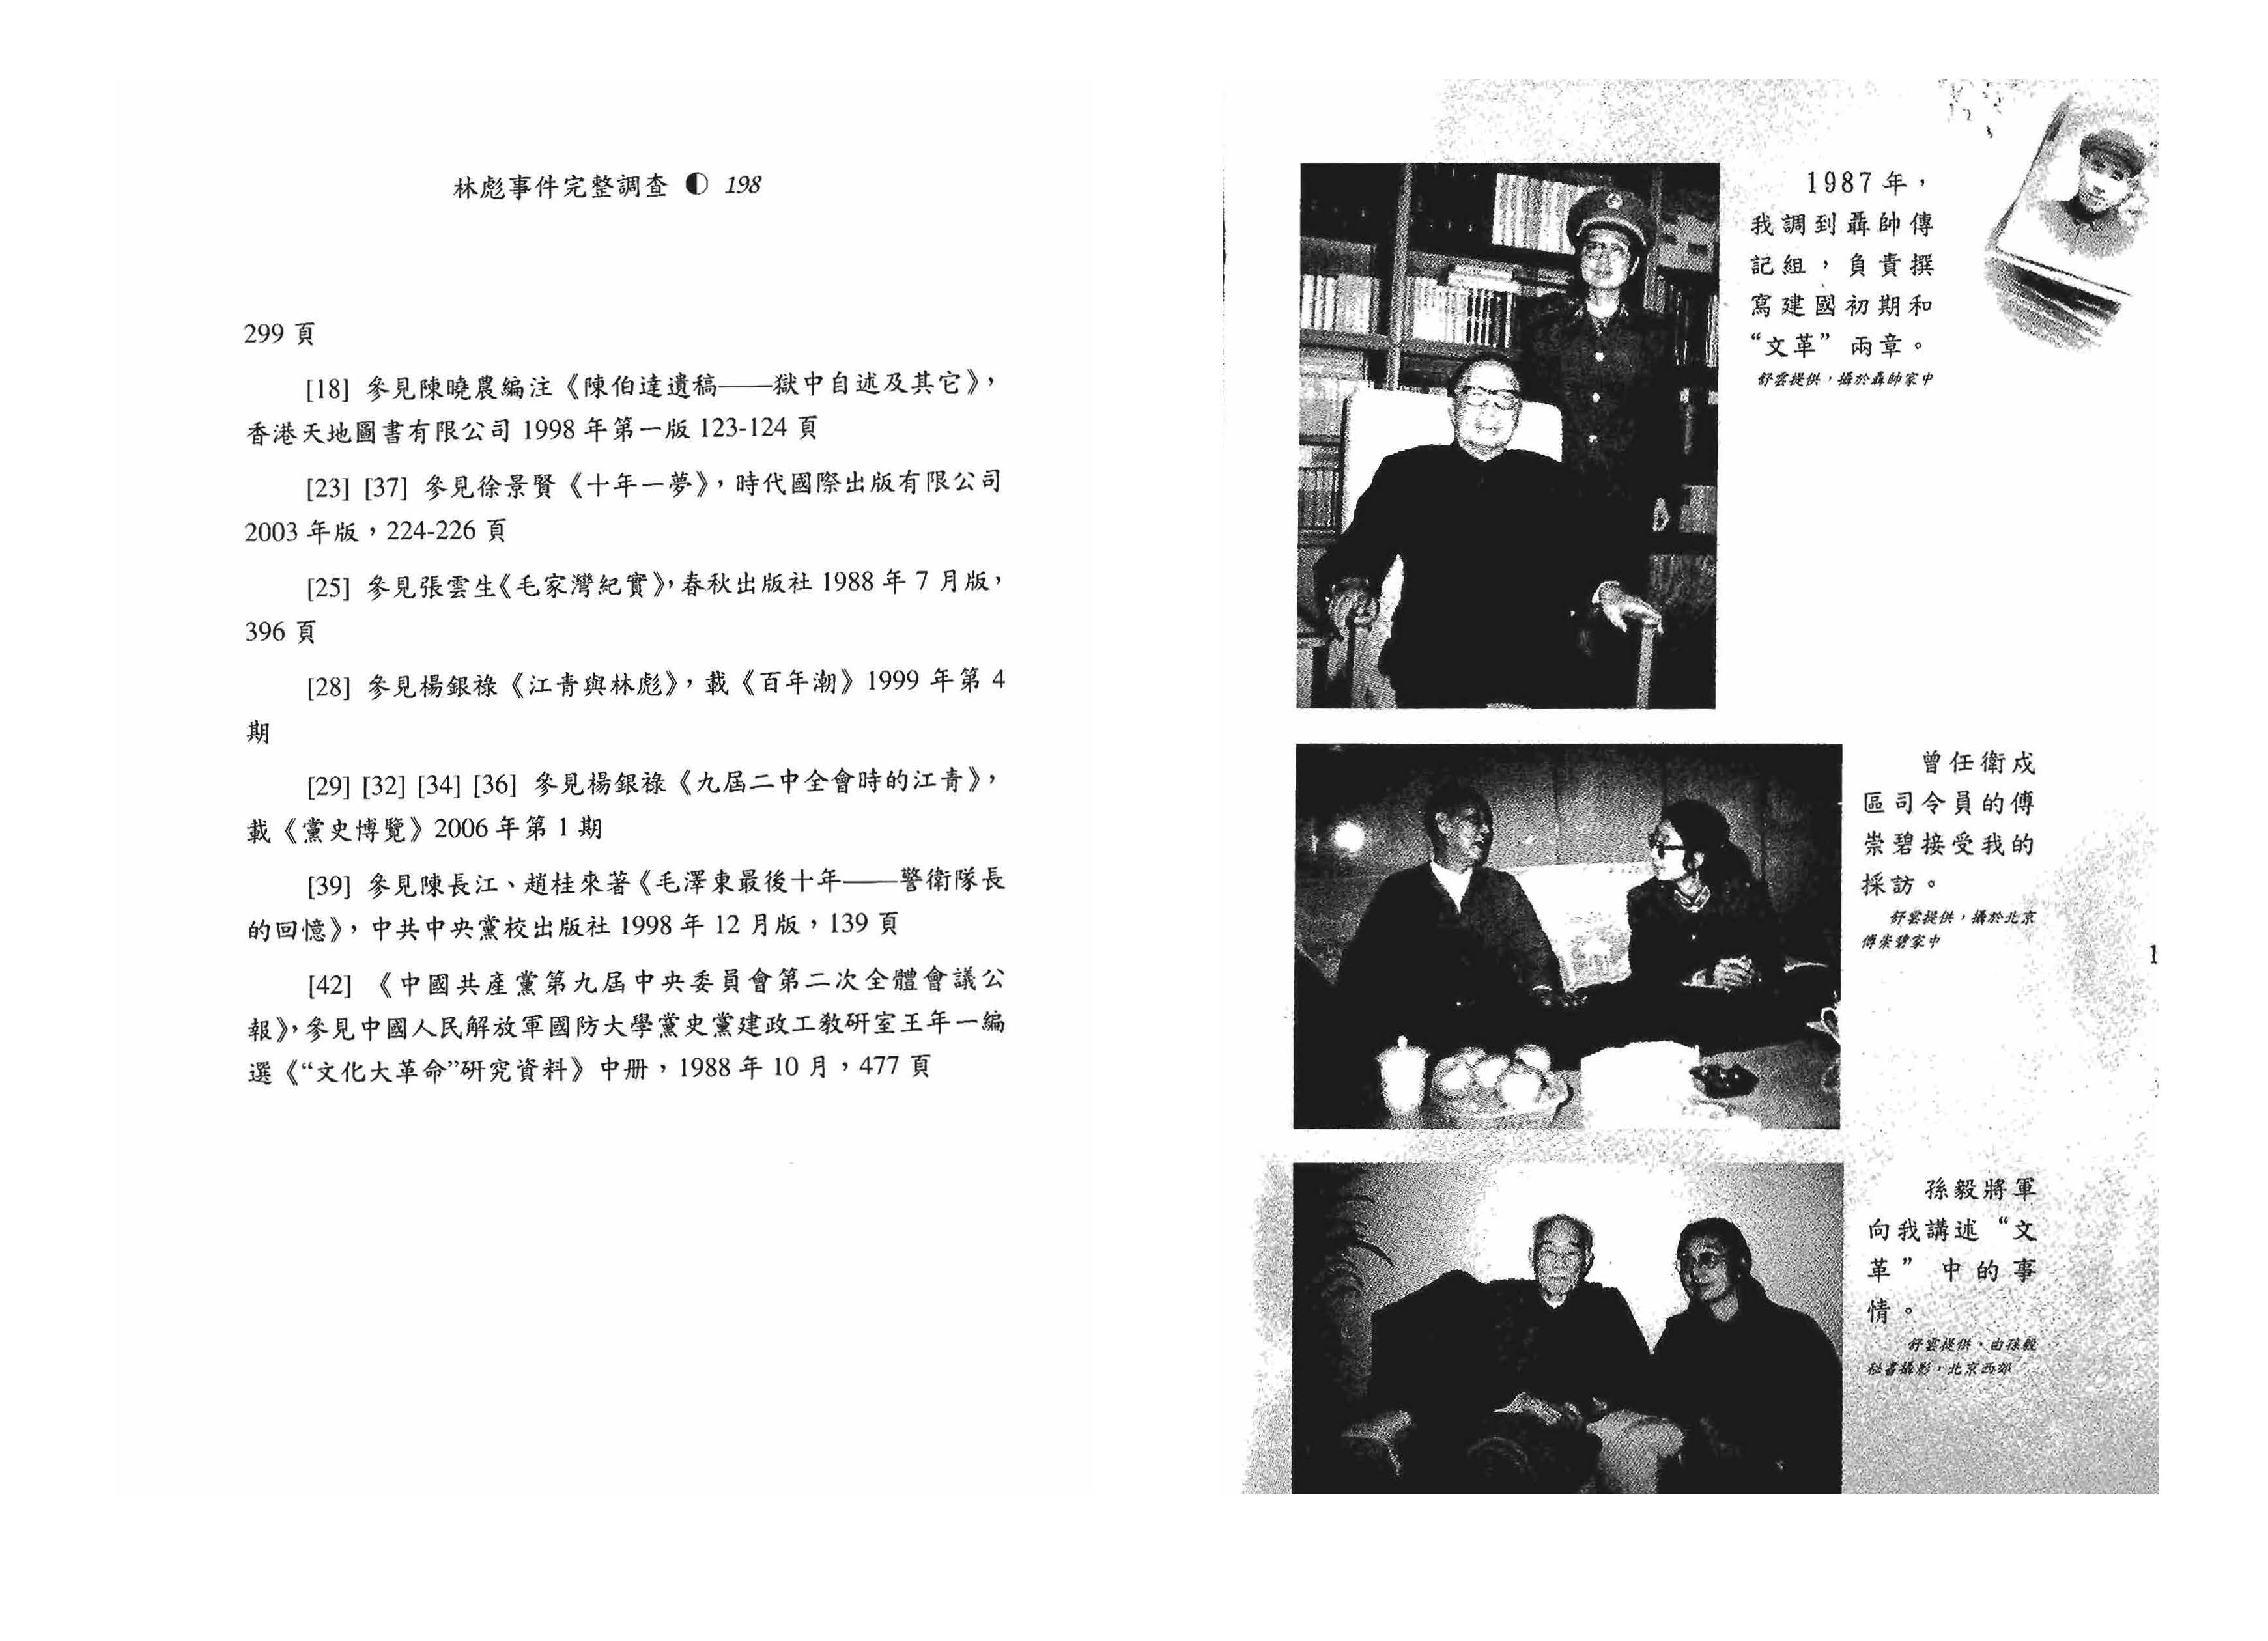 林彪事件完整調查 ◐ 198
299 頁
[18] 參見陳曉農編注《陳伯達遺稿——獄中自述及其它》，
香港天地圖書有限公司 1998 年第一版 123-124 頁
[23] [37] 參見徐景賢《十年一夢》，時代國際出版有限公司
2003 年版，224-226 頁
[25] 參見張雲生《毛家灣紀實》，春秋出版社 1988 年 7 月版，
396 頁
[28] 參見楊銀祿《江青與林彪》，載《百年潮》1999 年第 4
期
[29] [32] [34] [36] 參見楊銀祿《九屆二中全會時的江青》，
載《黨史博覽》2006 年第 1 期
[39] 參見陳長江、趙桂來著《毛澤東最後十年——警衛隊長
的回憶》，中共中央黨校出版社 1998 年 12 月版，139 頁
[42] 《中國共產黨第九屆中央委員會第二次全體會議公
報》，參見中國人民解放軍國防大學黨史黨建政工教研室王年一編
選《“文化大革命”研究資料》中册，1988 年 10 月，477 頁
1987 年，
我調到聶帥傳
記組，負責撰
寫建國初期和
“文革” 兩章。
舒雲提供，攝於聶帥家中
曾任衛戍
區司令員的傅
崇碧接受我的
採訪。
舒雲提供，攝於北京
傅崇碧家中
1
孫毅將軍
向我講述 “文
革” 中的事
情。
舒雲提供，由孫毅
秘書攝影，北京西郊